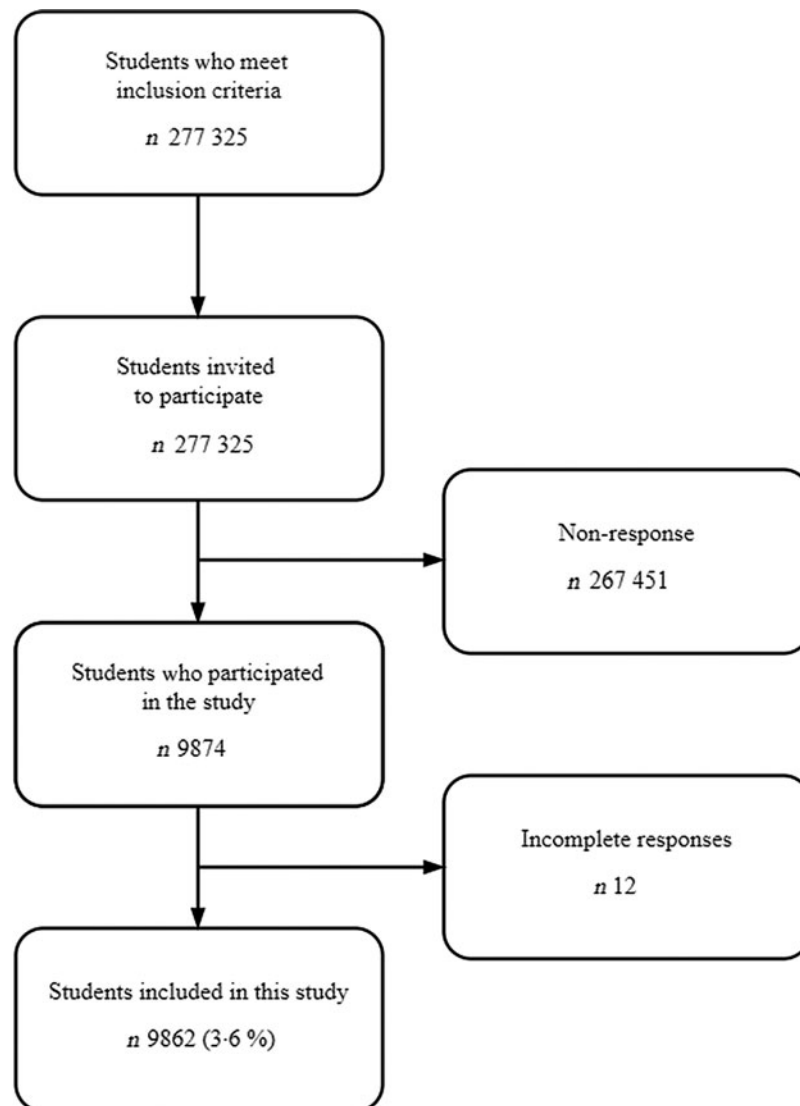 Students who meet
inclusion criteria
n 277 325
Students invited
to participate
n 277 325
Non-response
n 267 451
Students who participated
in the study
n 9874
Incomplete responses
n 12
Students included in this study
n 9862 (3·6 %)